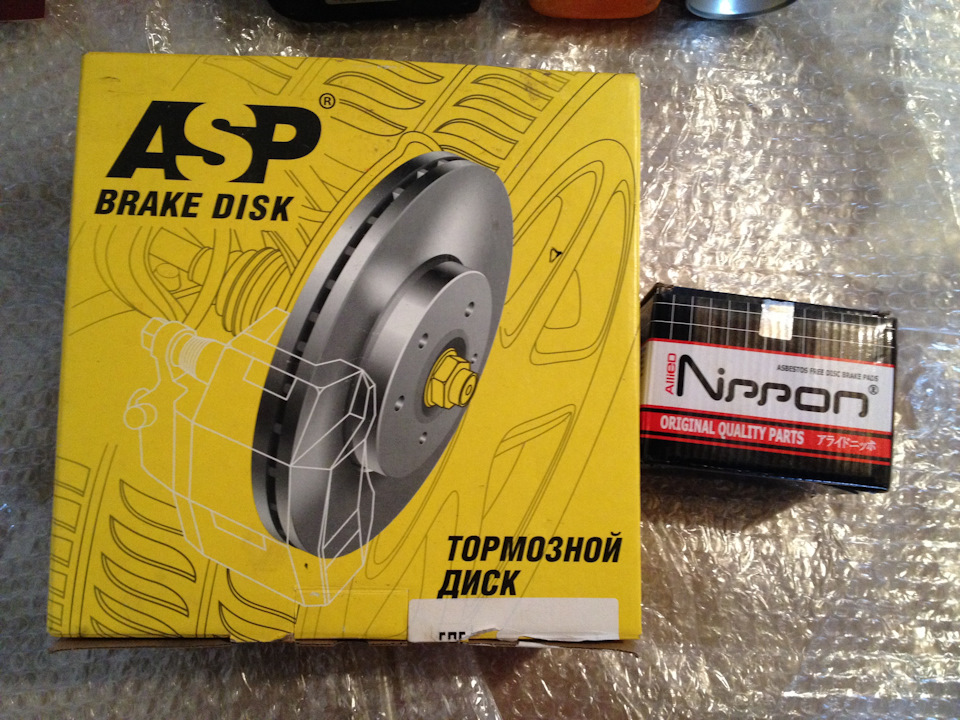 ASP®
BRAKE DISK
ТОРМОЗНОЙ
ДИСК
ASBESTOS FREE DISC BRAKE PADS
Allied Nippon®
ORIGINAL QUALITY PARTS アライドニッポ